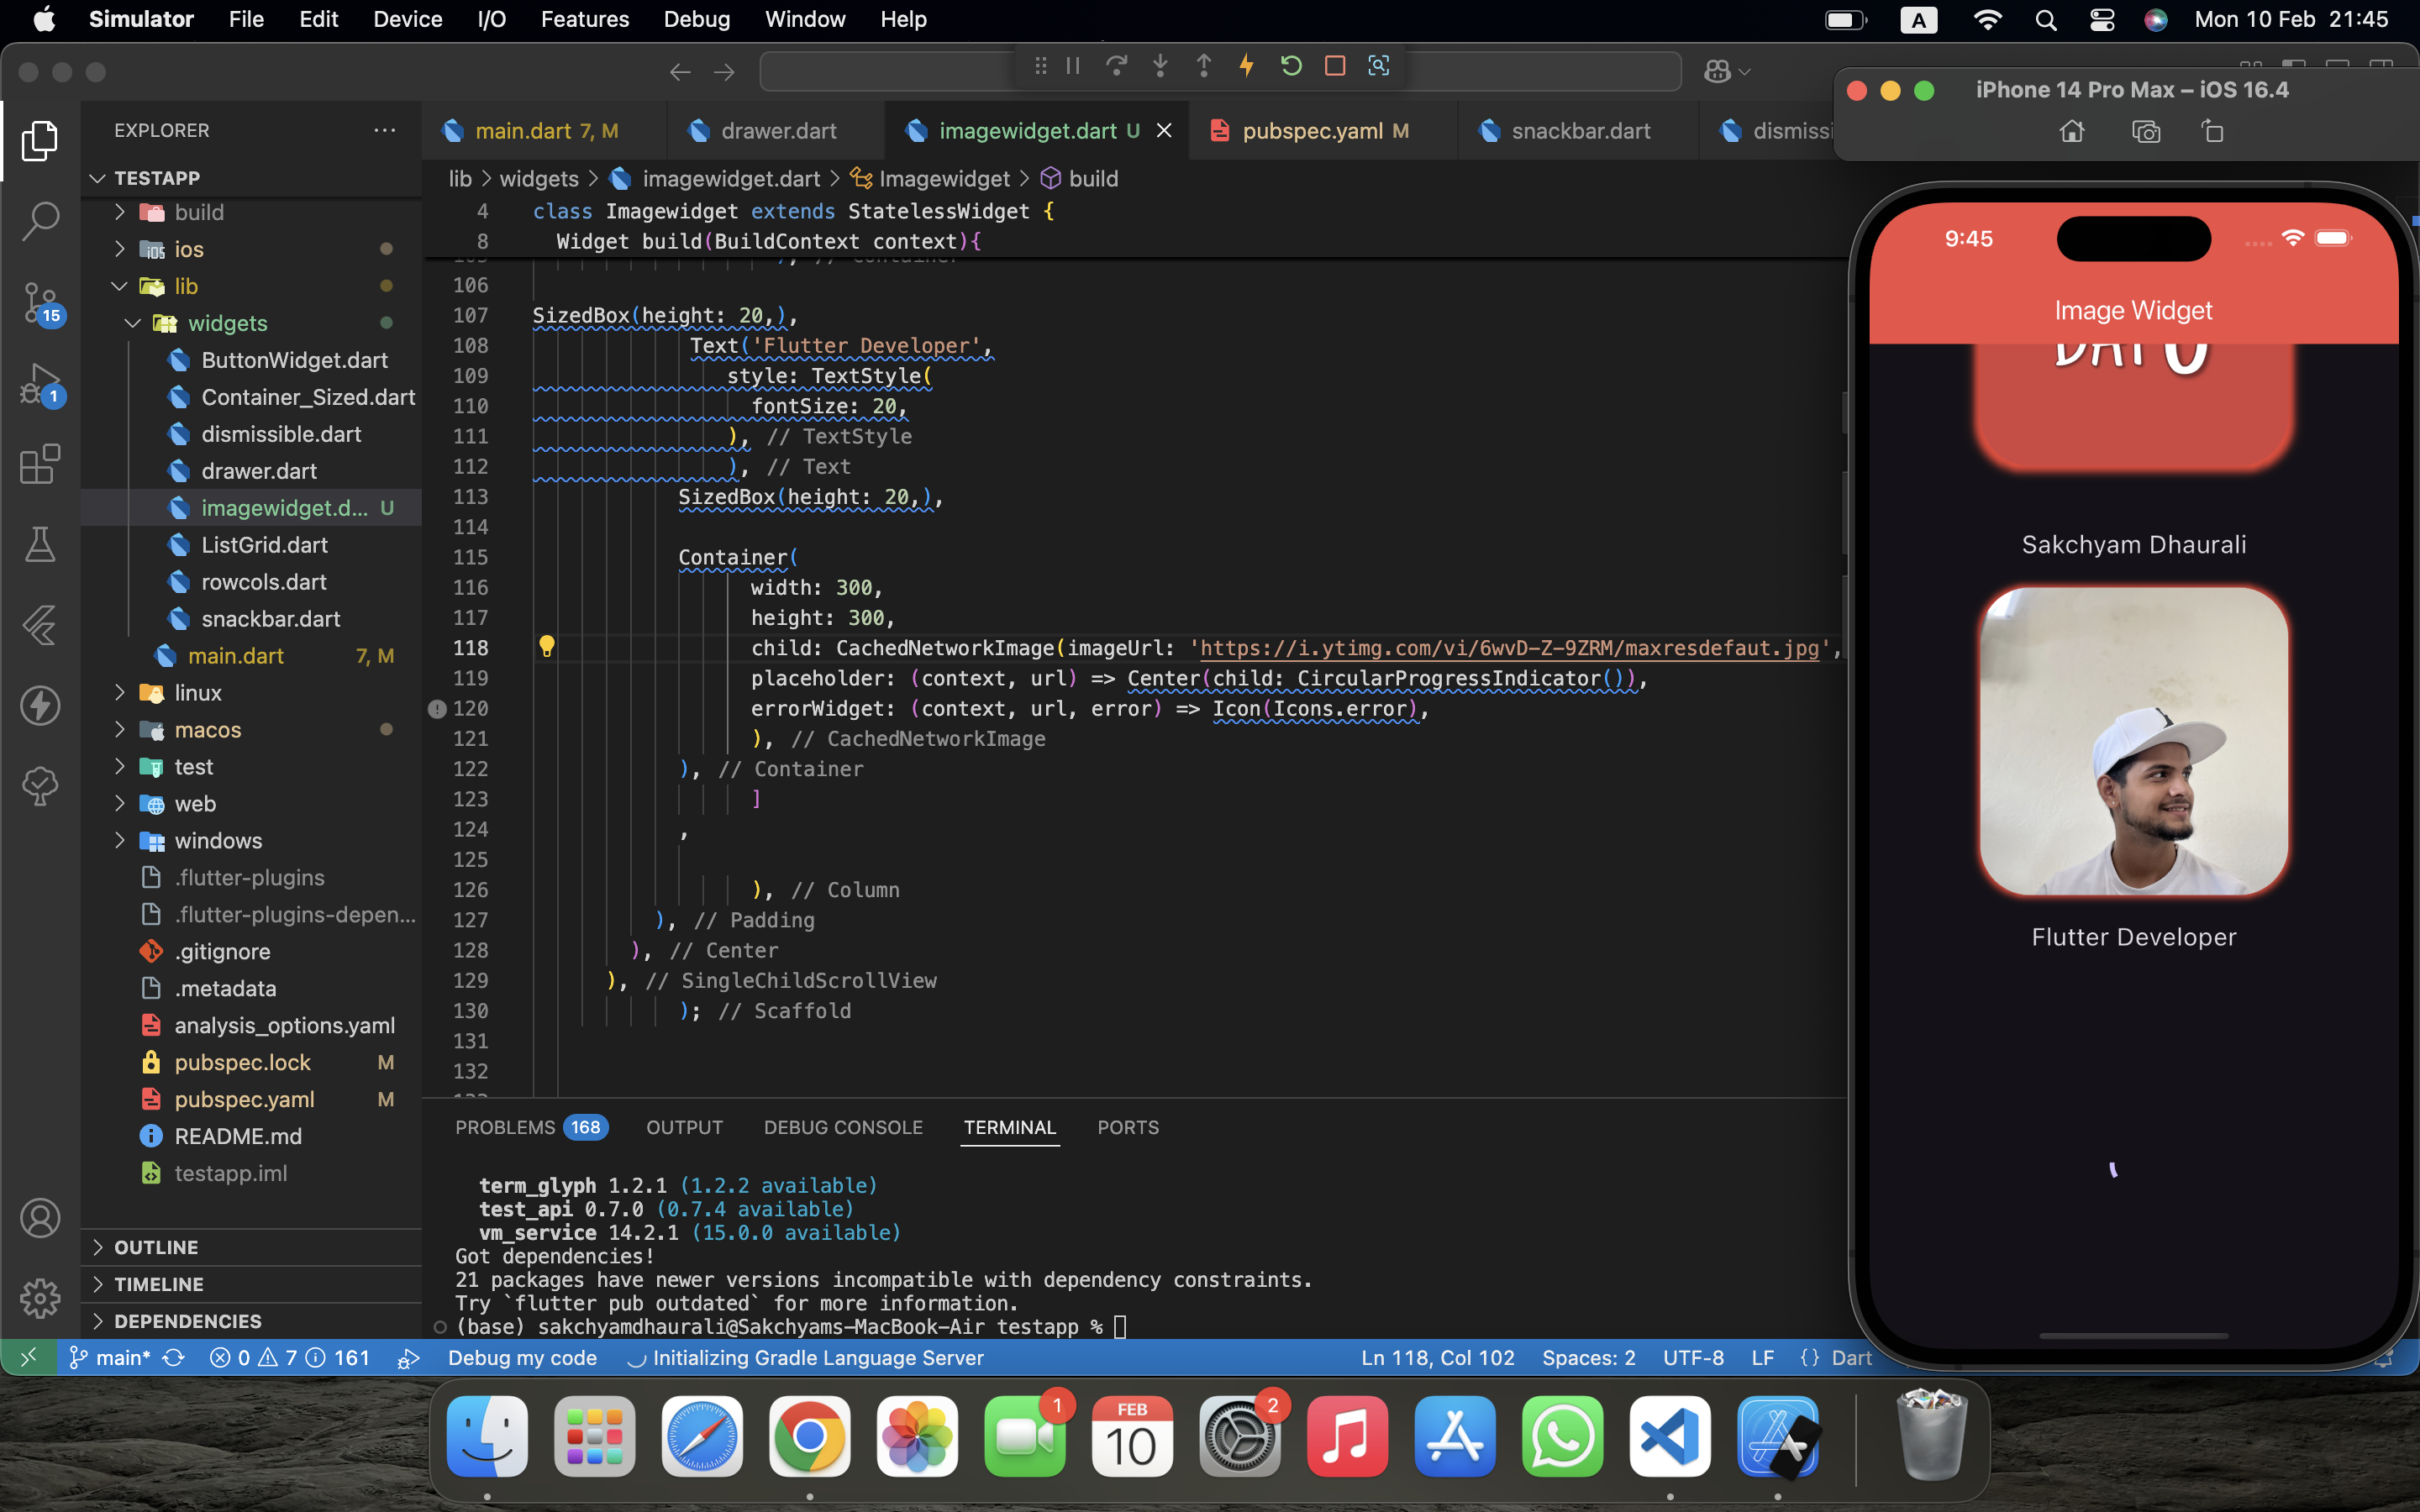 Simulator File Edit Device I/O Features Debug Window Help
A Mon 10 Feb 21:45
EXPLORER
TESTAPP
build
ios
lib
widgets
ButtonWidget.dart
Container_Sized.dart
dismissible.dart
drawer.dart
imagewidget.d... U
ListGrid.dart
rowcols.dart
snackbar.dart
main.dart 7, M
linux
macos
test
web
windows
.flutter-plugins
.flutter-plugins-depen...
.gitignore
.metadata
analysis_options.yaml
pubspec.lock M
pubspec.yaml M
README.md
testapp.iml
OUTLINE
TIMELINE
DEPENDENCIES
15
1
main.dart 7, M drawer.dart imagewidget.dart U pubspec.yaml M snackbar.dart dismissi
lib > widgets > imagewidget.dart > Imagewidget > build
4 class Imagewidget extends StatelessWidget {
8 Widget build(BuildContext context){
105 ), // Container
106
107 SizedBox(height: 20,),
108 Text('Flutter Developer',
109 style: TextStyle(
110 fontSize: 20,
111 ), // TextStyle
112 ), // Text
113 SizedBox(height: 20,),
114
115 Container(
116 width: 300,
117 height: 300,
118 child: CachedNetworkImage(imageUrl: 'https://i.ytimg.com/vi/6wvD-Z-9ZRM/maxresdefaut.jpg',
119 placeholder: (context, url) => Center(child: CircularProgressIndicator()),
120 errorWidget: (context, url, error) => Icon(Icons.error),
121 ), // CachedNetworkImage
122 ), // Container
123 ]
124 ,
125
126 ), // Column
127 ), // Padding
128 ), // Center
129 ), // SingleChildScrollView
130 ); // Scaffold
131
132
PROBLEMS 168 OUTPUT DEBUG CONSOLE TERMINAL PORTS
term_glyph 1.2.1 (1.2.2 available)
test_api 0.7.0 (0.7.4 available)
vm_service 14.2.1 (15.0.0 available)
Got dependencies!
21 packages have newer versions incompatible with dependency constraints.
Try `flutter pub outdated` for more information.
(base) sakchyamdhaurali@Sakchyams-MacBook-Air testapp %
main* 0 7 161 Debug my code Initializing Gradle Language Server Ln 118, Col 102 Spaces: 2 UTF-8 LF {} Dart
iPhone 14 Pro Max – iOS 16.4
9:45
Image Widget
Sakchyam Dhaurali
Flutter Developer
1
FEB
10
2